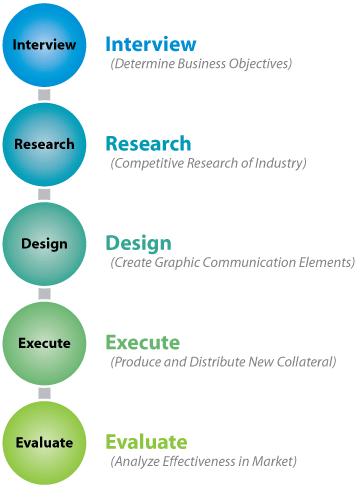 Interview
Interview
(Determine Business Objectives)
Research
Research
(Competitive Research of Industry)
Design
Design
(Create Graphic Communication Elements)
Execute
Execute
(Produce and Distribute New Collateral)
Evaluate
Evaluate
(Analyze Effectiveness in Market)